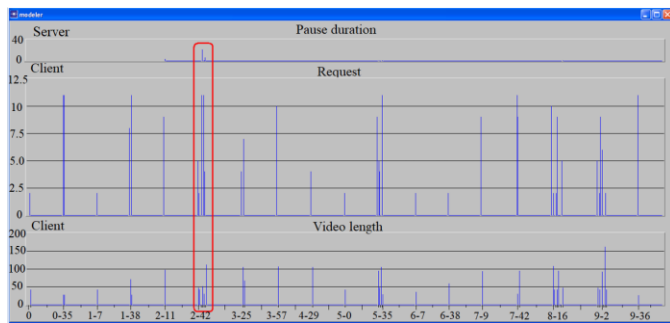 modeler
40 Server Pause duration
0
Client Request
12.5
10
7.5
5.0
2.5
0
Client Video length
200
150
100
50
0
0 0-35 1-7 1-38 2-11 2-42 3-25 3-57 4-29 5-0 5-35 6-7 6-38 7-9 7-42 8-16 9-2 9-36